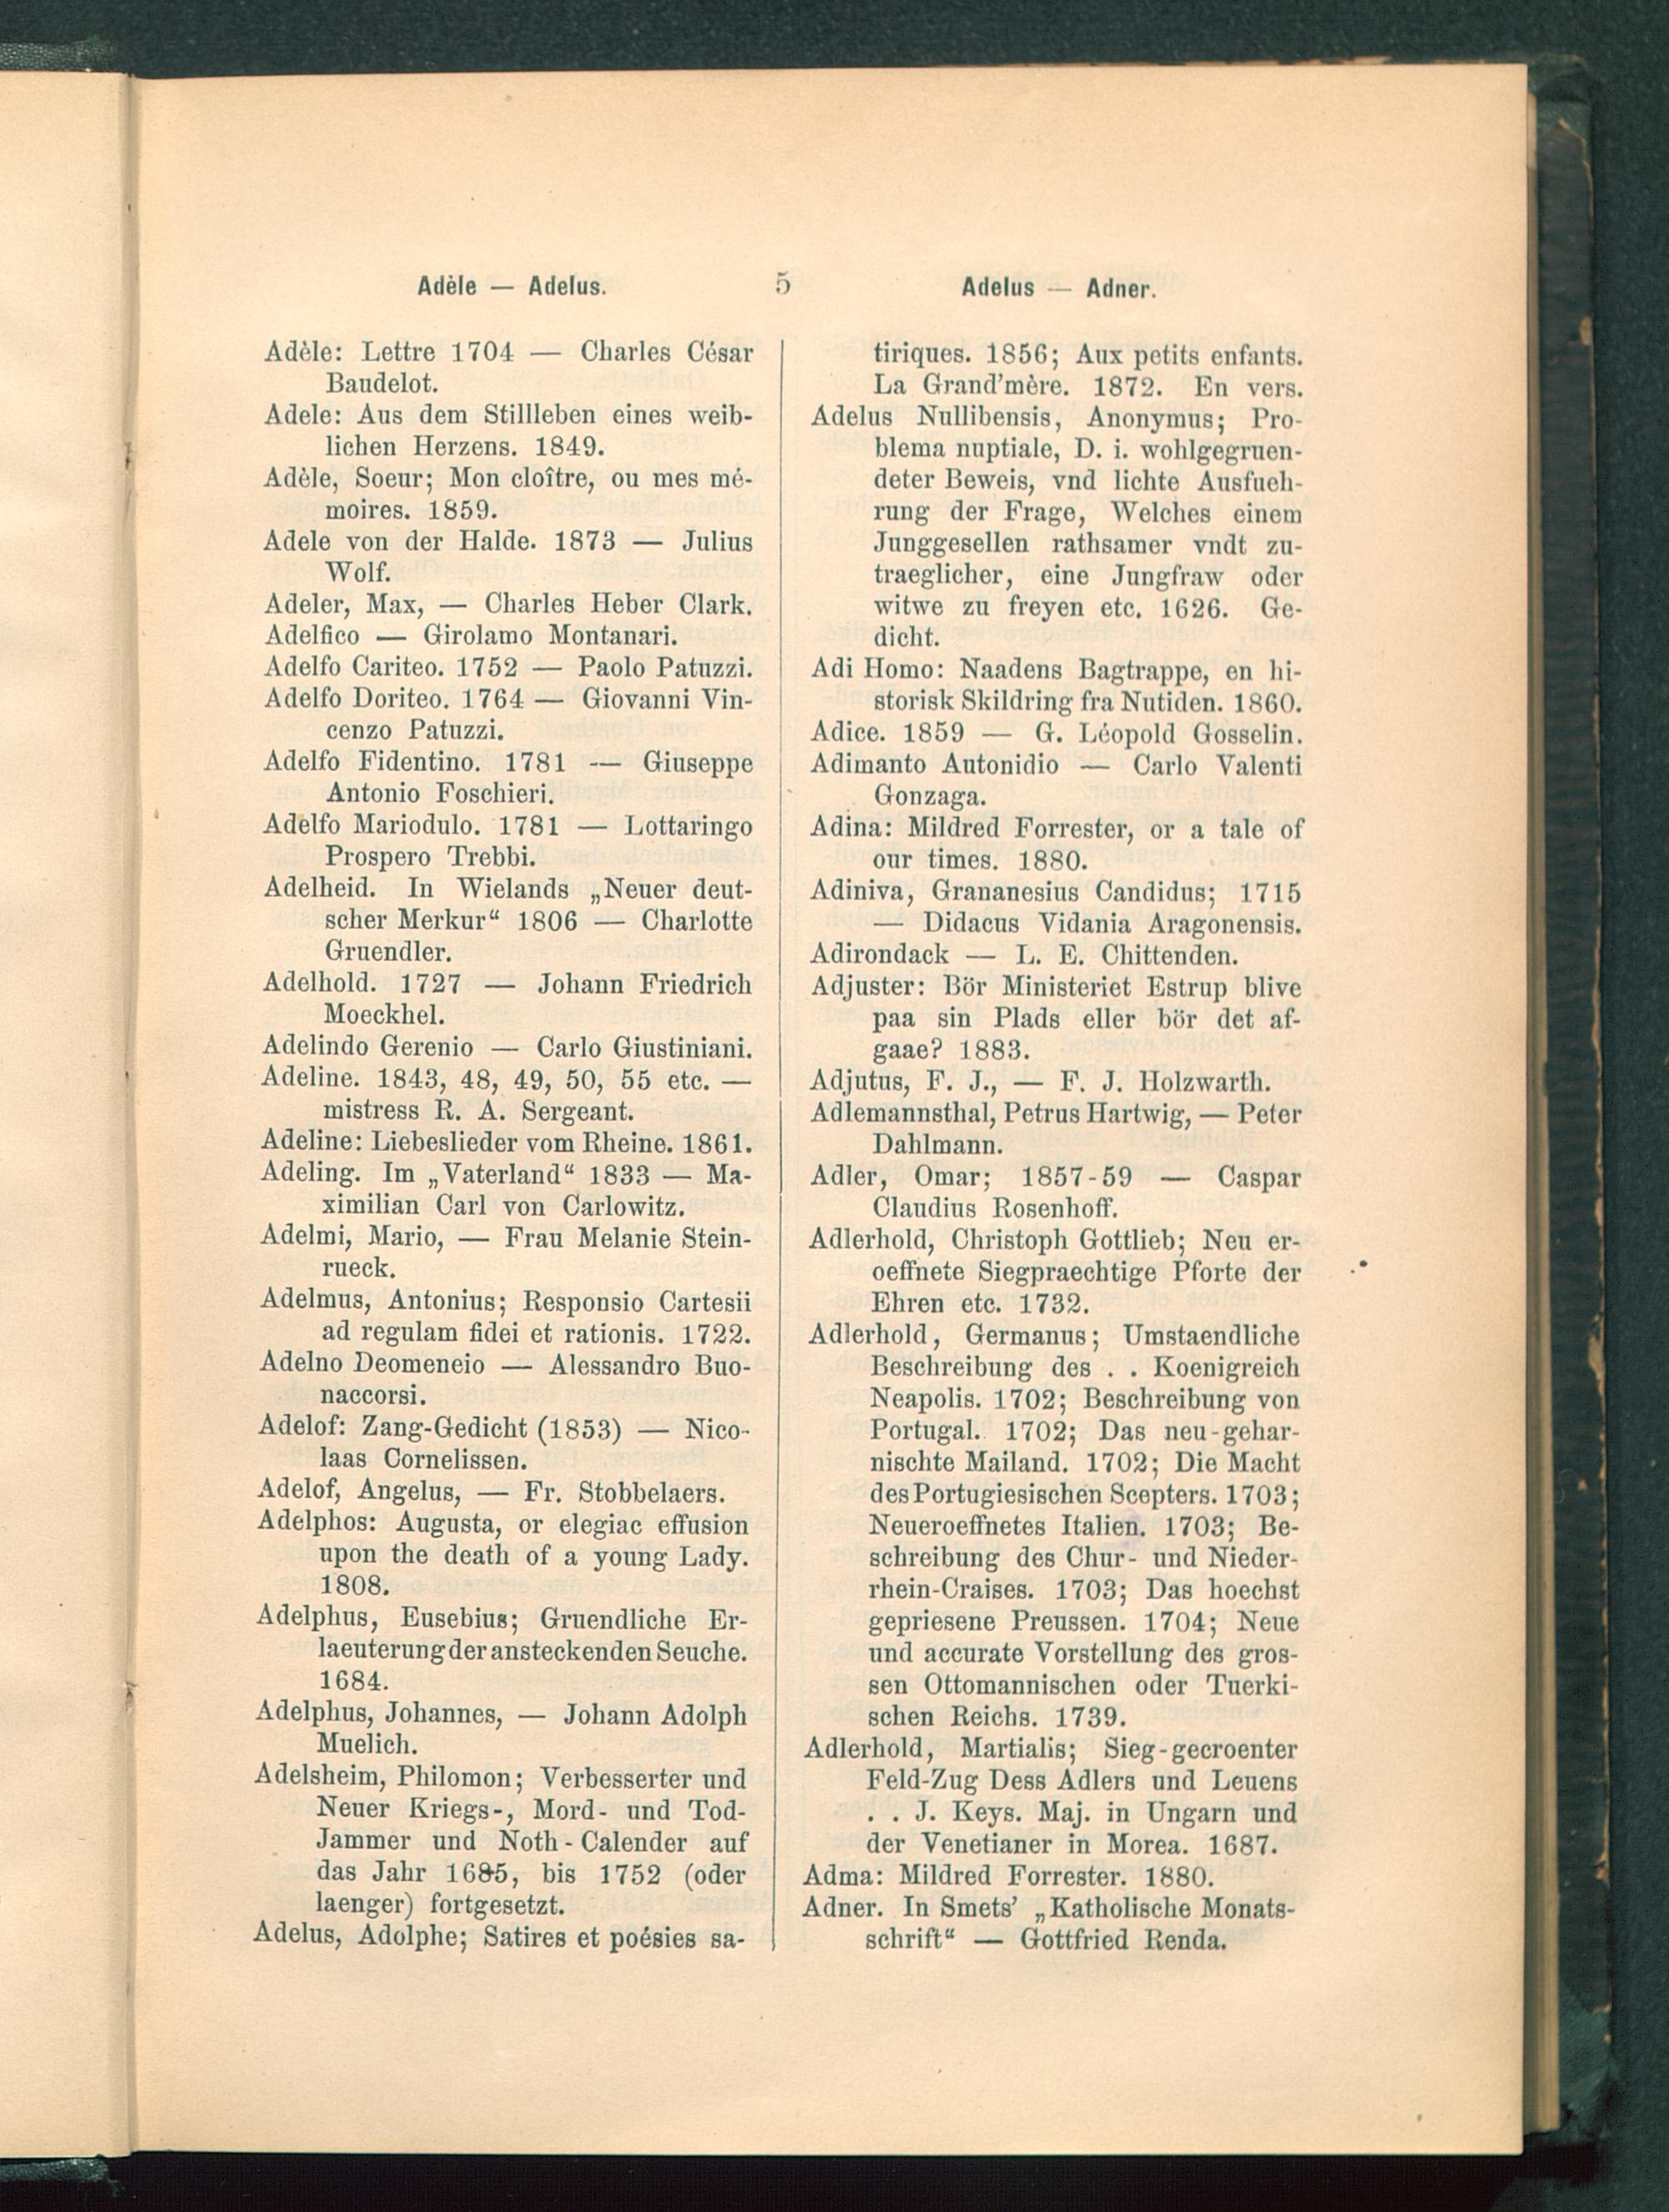 Adèle — Adelus.
5
Adelus — Adner.
Adèle: Lettre 1704 — Charles César
Baudelot.
Adele: Aus dem Stillleben eines weib-
lichen Herzens. 1849.
Adèle, Soeur; Mon cloître, ou mes mé-
moires. 1859.
Adele von der Halde. 1873 — Julius
Wolf.
Adeler, Max, — Charles Heber Clark.
Adelfico — Girolamo Montanari.
Adelfo Cariteo. 1752 — Paolo Patuzzi.
Adelfo Doriteo. 1764 — Giovanni Vin-
cenzo Patuzzi.
Adelfo Fidentino. 1781 — Giuseppe
Antonio Foschieri.
Adelfo Mariodulo. 1781 — Lottaringo
Prospero Trebbi.
Adelheid. In Wielands „Neuer deut-
scher Merkur“ 1806 — Charlotte
Gruendler.
Adelhold. 1727 — Johann Friedrich
Moeckhel.
Adelindo Gerenio — Carlo Giustiniani.
Adeline. 1843, 48, 49, 50, 55 etc. —
mistress R. A. Sergeant.
Adeline: Liebeslieder vom Rheine. 1861.
Adeling. Im „Vaterland“ 1833 — Ma-
ximilian Carl von Carlowitz.
Adelmi, Mario, — Frau Melanie Stein-
rueck.
Adelmus, Antonius; Responsio Cartesii
ad regulam fidei et rationis. 1722.
Adelno Deomeneio — Alessandro Buo-
naccorsi.
Adelof: Zang-Gedicht (1853) — Nico-
laas Cornelissen.
Adelof, Angelus, — Fr. Stobbelaers.
Adelphos: Augusta, or elegiac effusion
upon the death of a young Lady.
1808.
Adelphus, Eusebius; Gruendliche Er-
laeuterung der ansteckenden Seuche.
1684.
Adelphus, Johannes, — Johann Adolph
Muelich.
Adelsheim, Philomon; Verbesserter und
Neuer Kriegs-, Mord- und Tod-
Jammer und Noth-Calender auf
das Jahr 1685, bis 1752 (oder
laenger) fortgesetzt.
Adelus, Adolphe; Satires et poésies sa-
tiriques. 1856; Aux petits enfants.
La Grand'mère. 1872. En vers.
Adelus Nullibensis, Anonymus; Pro-
blema nuptiale, D. i. wohlgegruen-
deter Beweis, vnd lichte Ausfueh-
rung der Frage, Welches einem
Junggesellen rathsamer vndt zu-
traeglicher, eine Jungfraw oder
witwe zu freyen etc. 1626. Ge-
dicht.
Adi Homo: Naadens Bagtrappe, en hi-
storisk Skildring fra Nutiden. 1860.
Adice. 1859 — G. Léopold Gosselin.
Adimanto Autonidio — Carlo Valenti
Gonzaga.
Adina: Mildred Forrester, or a tale of
our times. 1880.
Adiniva, Grananesius Candidus; 1715
— Didacus Vidania Aragonensis.
Adirondack — L. E. Chittenden.
Adjuster: Bör Ministeriet Estrup blive
paa sin Plads eller bör det af-
gaae? 1883.
Adjutus, F. J., — F. J. Holzwarth.
Adlemannsthal, Petrus Hartwig, — Peter
Dahlmann.
Adler, Omar; 1857-59 — Caspar
Claudius Rosenhoff.
Adlerhold, Christoph Gottlieb; Neu er-
oeffnete Siegpraechtige Pforte der
Ehren etc. 1732.
Adlerhold, Germanus; Umstaendliche
Beschreibung des . . Koenigreich
Neapolis. 1702; Beschreibung von
Portugal. 1702; Das neu-gehar-
nischte Mailand. 1702; Die Macht
des Portugiesischen Scepters. 1703;
Neueroeffnetes Italien. 1703; Be-
schreibung des Chur- und Nieder-
rhein-Craises. 1703; Das hoechst
gepriesene Preussen. 1704; Neue
und accurate Vorstellung des gros-
sen Ottomannischen oder Tuerki-
schen Reichs. 1739.
Adlerhold, Martialis; Sieg-gecroenter
Feld-Zug Dess Adlers und Leuens
. . J. Keys. Maj. in Ungarn und
der Venetianer in Morea. 1687.
Adma: Mildred Forrester. 1880.
Adner. In Smets' „Katholische Monats-
schrift“ — Gottfried Renda.